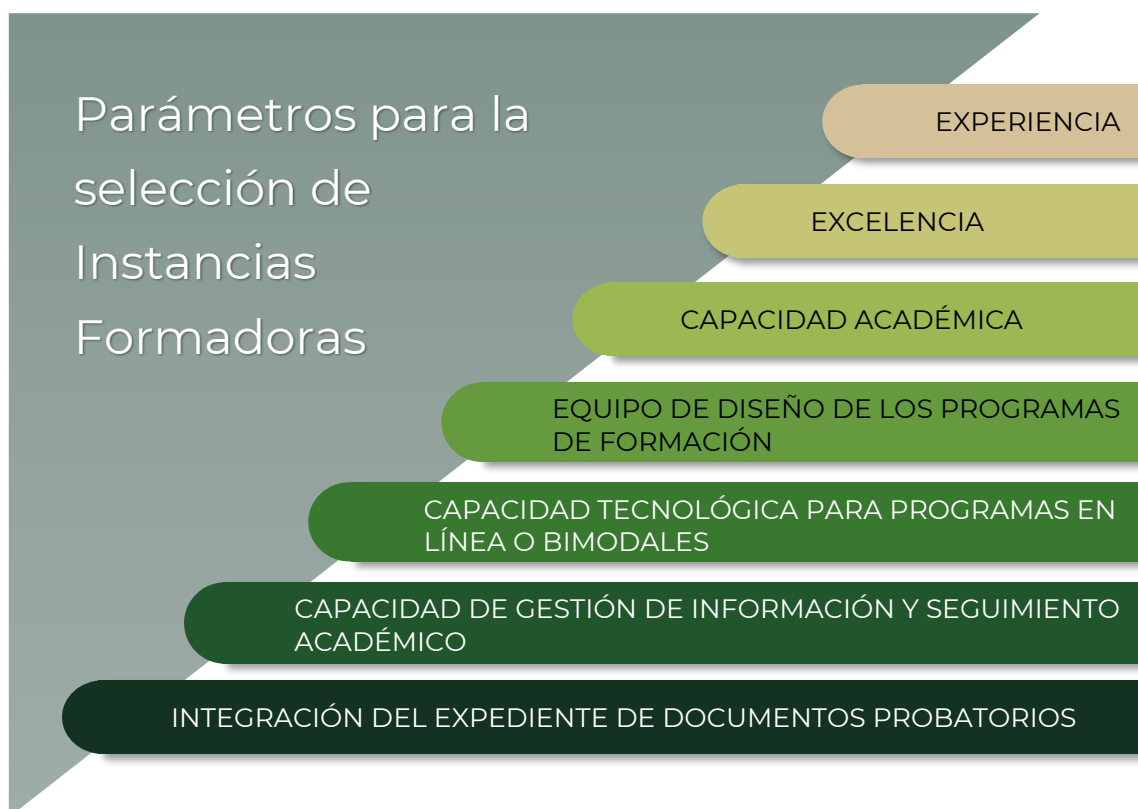 Parámetros para la
selección de
Instancias
Formadoras
EXPERIENCIA
EXCELENCIA
CAPACIDAD ACADÉMICA
EQUIPO DE DISEÑO DE LOS PROGRAMAS
DE FORMACIÓN
CAPACIDAD TECNOLÓGICA PARA PROGRAMAS EN
LÍNEA O BIMODALES
CAPACIDAD DE GESTIÓN DE INFORMACIÓN Y SEGUIMIENTO
ACADÉMICO
INTEGRACIÓN DEL EXPEDIENTE DE DOCUMENTOS PROBATORIOS